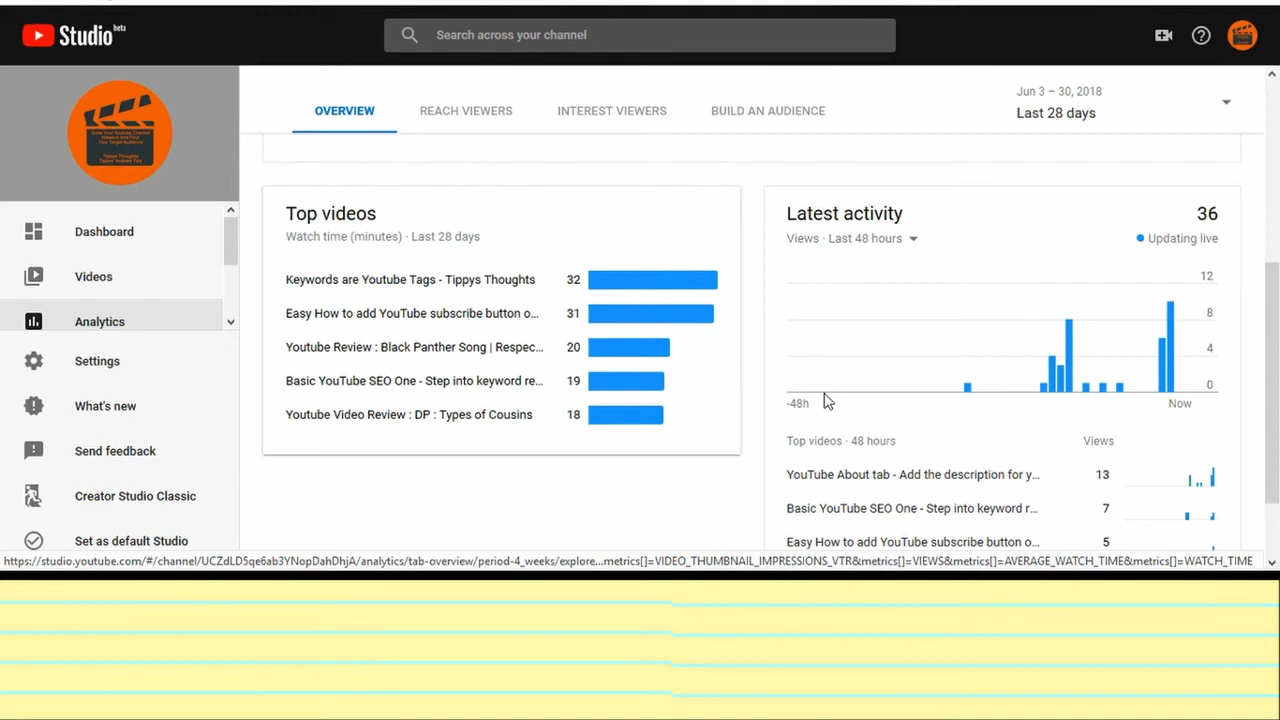 Studio beta
Search across your channel
OVERVIEW
REACH VIEWERS
INTEREST VIEWERS
BUILD AN AUDIENCE
Jun 3 – 30, 2018
Last 28 days
Dashboard
Videos
Analytics
Settings
What's new
Send feedback
Creator Studio Classic
Set as default Studio
Top videos
Watch time (minutes) · Last 28 days
Keywords are Youtube Tags - Tippys Thoughts 32
Easy How to add YouTube subscribe button o... 31
Youtube Review : Black Panther Song | Respec... 20
Basic YouTube SEO One - Step into keyword re... 19
Youtube Video Review : DP : Types of Cousins 18
Latest activity 36
Views · Last 48 hours
Updating live
12
8
4
0
-48h
Now
Top videos · 48 hours Views
YouTube About tab - Add the description for y... 13
Basic YouTube SEO One - Step into keyword r... 7
Easy How to add YouTube subscribe button o... 5
https://studio.youtube.com/#/channel/UCZdLD5qe6ab3YNopDahDhjA/analytics/tab-overview/period-4_weeks/explore...metrics[]=VIDEO_THUMBNAIL_IMPRESSIONS_VTR&metrics[]=VIEWS&metrics[]=AVERAGE_WATCH_TIME&metrics[]=WATCH_TIME